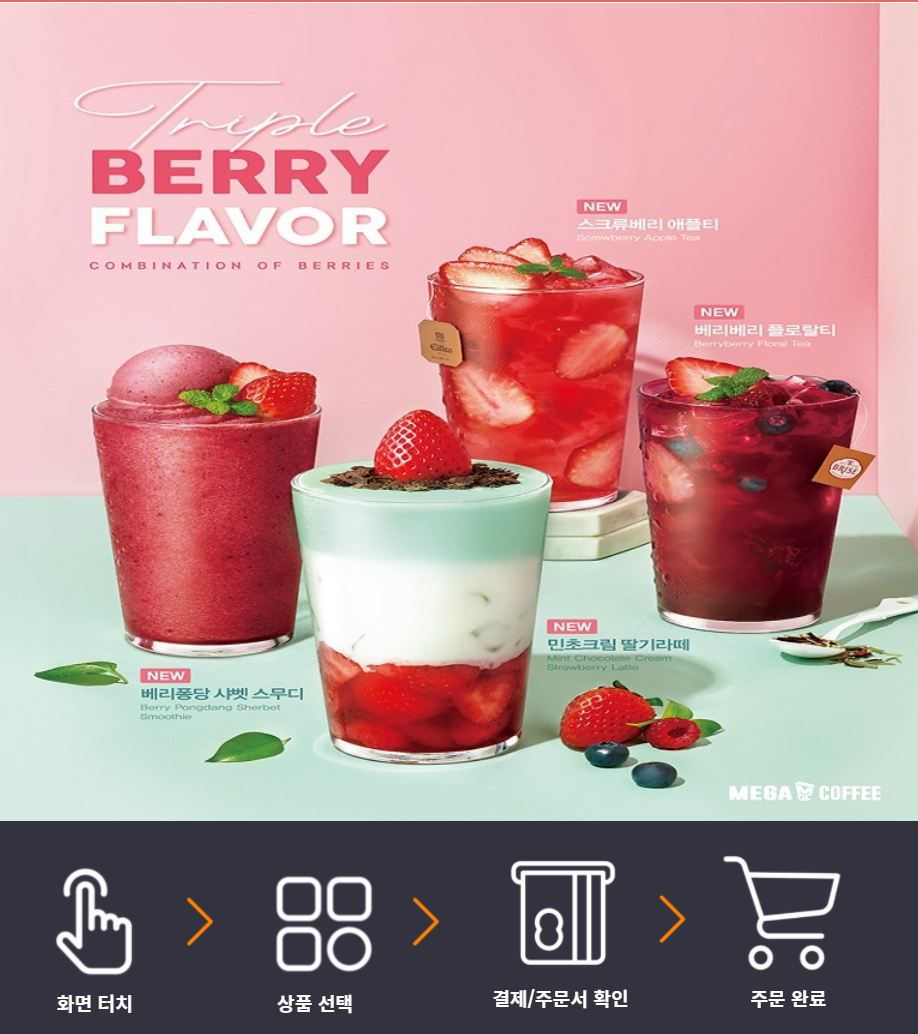 Triple
BERRY
FLAVOR
COMBINATION OF BERRIES
NEW
스크류베리 애플티
Screwberry Apple Tea
NEW
베리베리 플로랄티
Berryberry Floral Tea
BRISE
NEW
민초크림 딸기라떼
Mint Chocolate Cream
Strawberry Latte
NEW
베리퐁당 샤벳 스무디
Berry Pongdang Sherbet
Smoothie
MEGA COFFEE
화면 터치
상품 선택
결제/주문서 확인
주문 완료